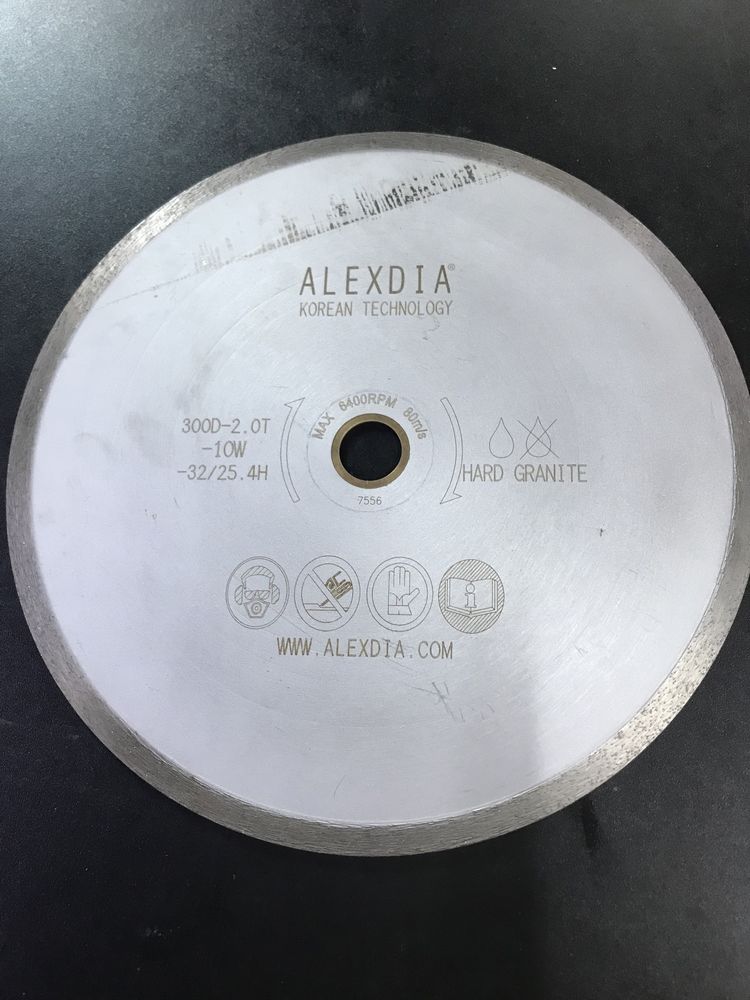 ALEXDIA®
KOREAN TECHNOLOGY
MAX 6400RPM 80m/s
300D-2.0T
-10W
-32/25.4H
HARD GRANITE
7556
WWW.ALEXDIA.COM